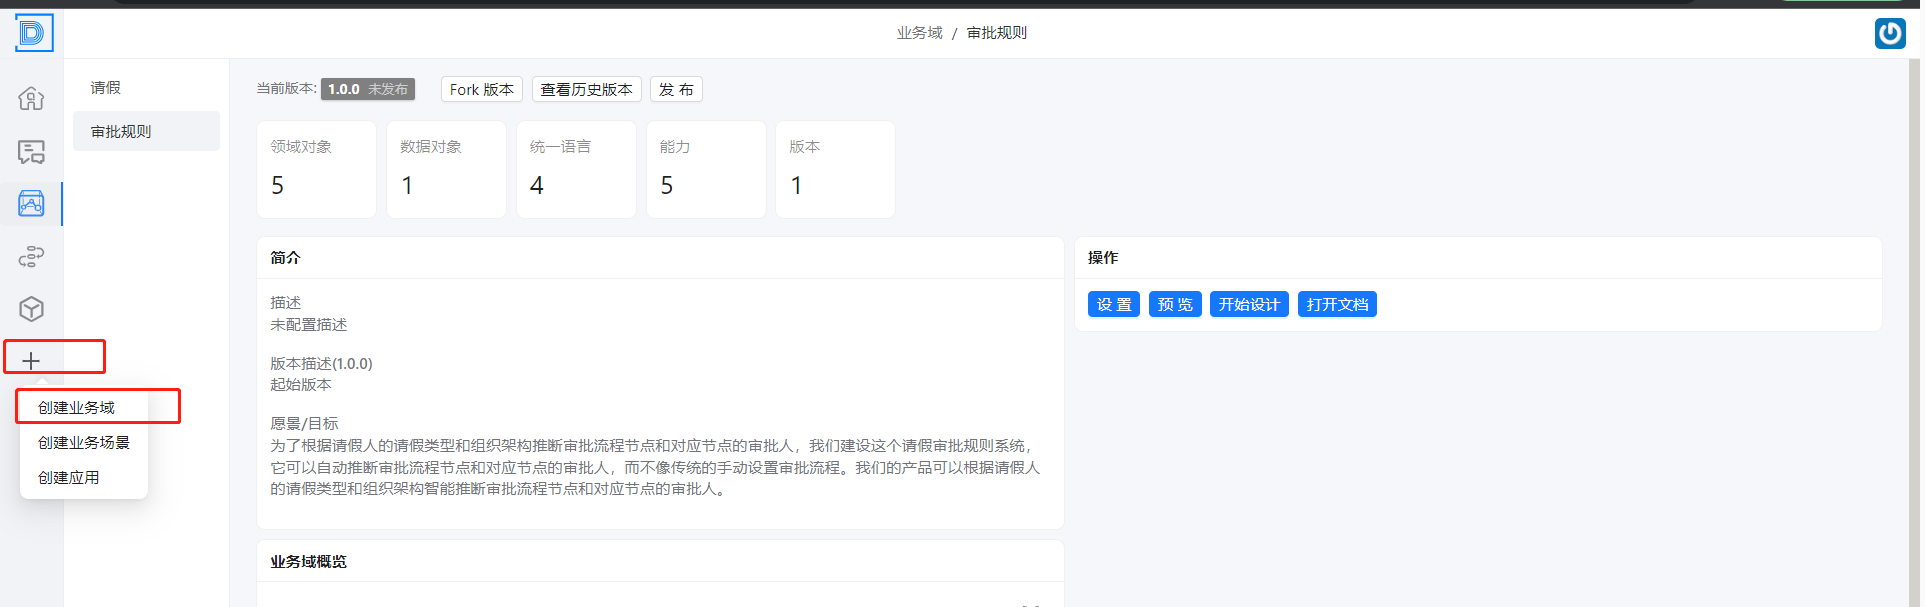 业务域 / 审批规则
请假
审批规则
当前版本: 1.0.0 未发布 Fork 版本 查看历史版本 发 布
领域对象 数据对象 统一语言 能力 版本
5 1 4 5 1
简介
描述
未配置描述
版本描述(1.0.0)
起始版本
愿景/目标
为了根据请假人的请假类型和组织架构推断审批流程节点和对应节点的审批人，我们建设这个请假审批规则系统，
它可以自动推断审批流程节点和对应节点的审批人，而不像传统的手动设置审批流程。我们的产品可以根据请假人
的请假类型和组织架构智能推断审批流程节点和对应节点的审批人。
操作
设 置 预 览 开始设计 打开文档
创建业务域
创建业务场景
创建应用
业务域概览